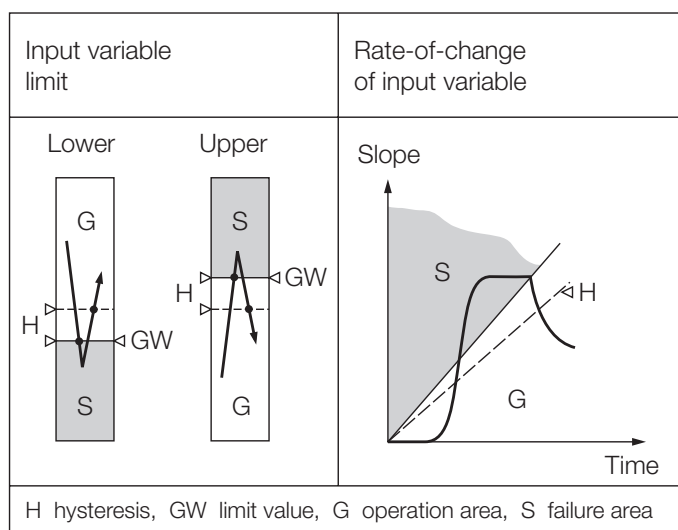 Input variable
limit
Rate-of-change
of input variable
Lower
Upper
G
H
GW
S
S
H
GW
G
Slope
S
H
G
Time
H hysteresis, GW limit value, G operation area, S failure area